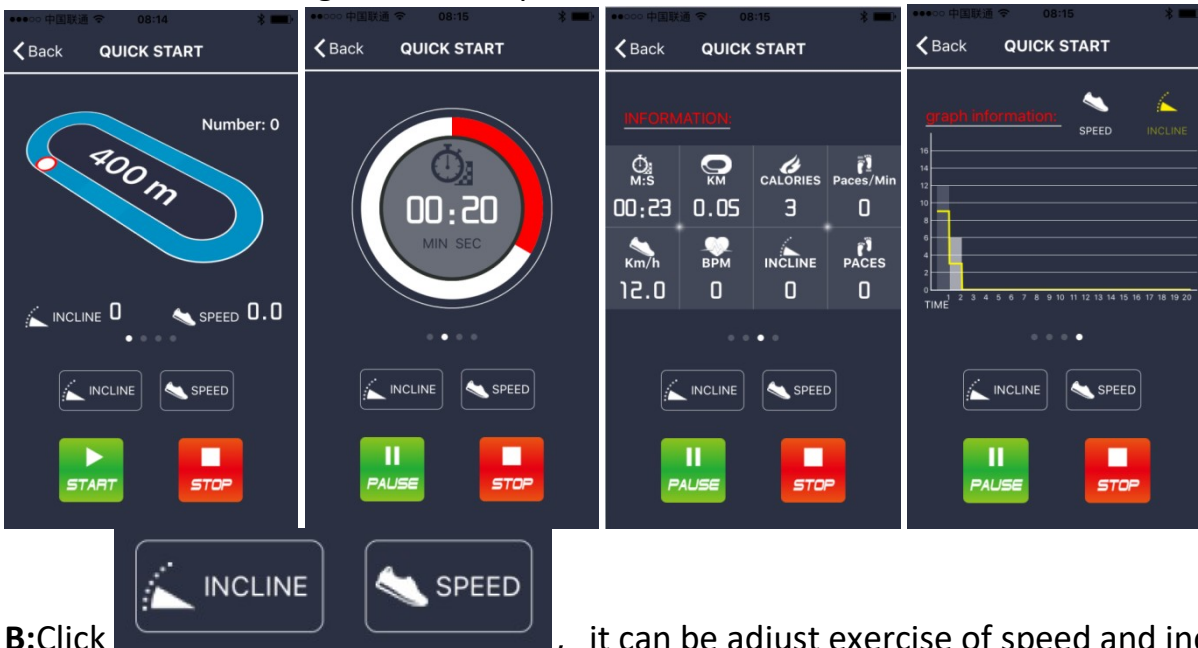 中国联通 08:14
Back QUICK START
Number: 0
400 m
INCLINE 0 SPEED 0.0
INCLINE SPEED
START STOP
中国联通 08:15
Back QUICK START
00:20
MIN SEC
INCLINE SPEED
PAUSE STOP
中国联通 08:15
Back QUICK START
INFORMATION:
M:S KM CALORIES Paces/Min
00:23 0.05 3 0
Km/h BPM INCLINE PACES
12.0 0 0 0
INCLINE SPEED
PAUSE STOP
中国联通 08:15
Back QUICK START
graph information:
SPEED INCLINE
16
14
12
10
8
6
4
2
0
1 2 3 4 5 6 7 8 9 10 11 12 13 14 15 16 17 18 19 20
TIME
INCLINE SPEED
PAUSE STOP
INCLINE SPEED
B:Click , it can be adjust exercise of speed and